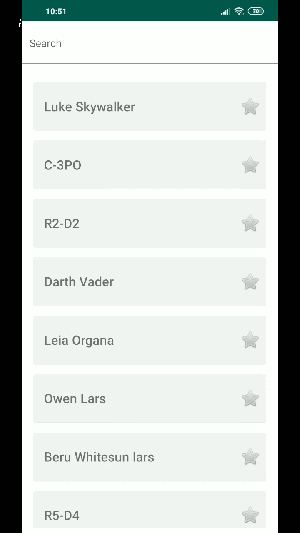 10:51
70
Search
Luke Skywalker
C-3PO
R2-D2
Darth Vader
Leia Organa
Owen Lars
Beru Whitesun lars
R5-D4